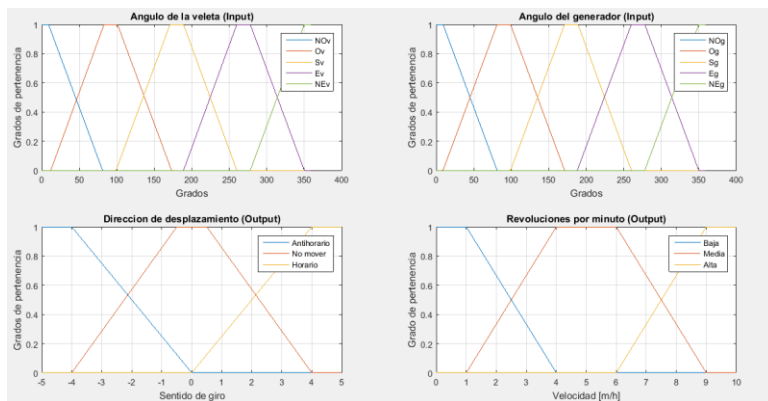 Angulo de la veleta (Input)
Grados de pertenencia
1
0.8
0.6
0.4
0.2
0
NOv
Ov
Sv
Ev
NEv
0 50 100 150 200 250 300 350 400
Grados
Angulo del generador (Input)
Grados de pertenencia
1
0.8
0.6
0.4
0.2
0
NOg
Og
Sg
Eg
NEg
0 50 100 150 200 250 300 350 400
Grados
Direccion de desplazamiento (Output)
Grados de pertenencia
1
0.8
0.6
0.4
0.2
0
Antihorario
No mover
Horario
-5 -4 -3 -2 -1 0 1 2 3 4 5
Sentido de giro
Revoluciones por minuto (Output)
Grado de pertenencia
1
0.8
0.6
0.4
0.2
0
Baja
Media
Alta
0 1 2 3 4 5 6 7 8 9 10
Velocidad [m/h]